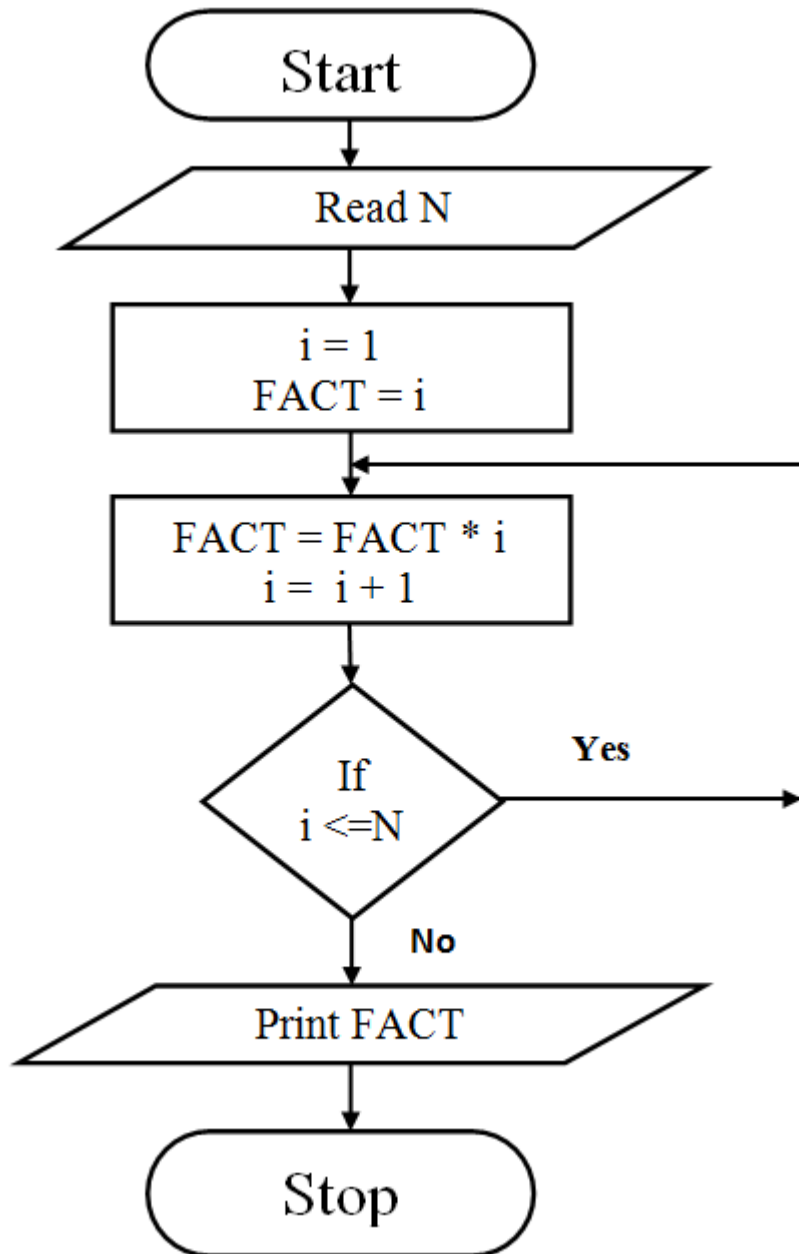 Start
Read N
i = 1
FACT = i
FACT = FACT * i
i = i + 1
If
i <=N
Yes
No
Print FACT
Stop